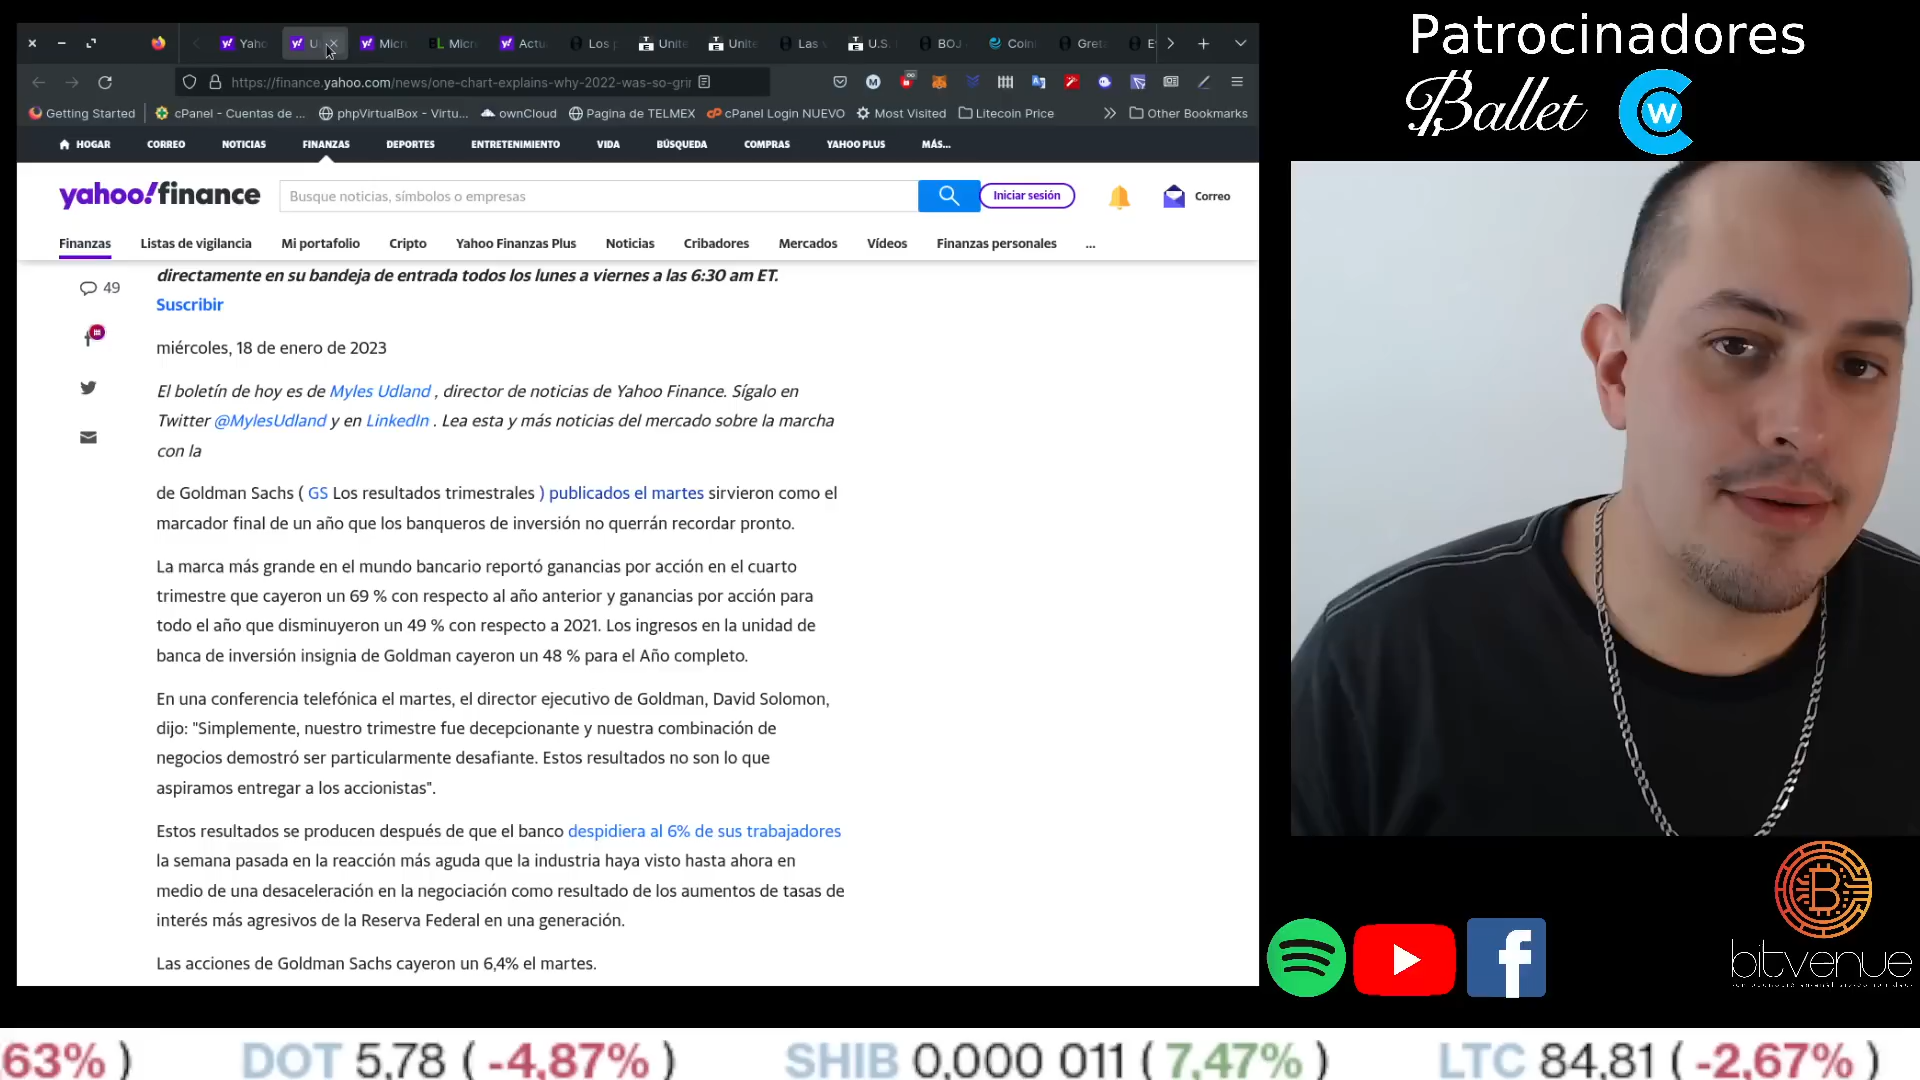 Patrocinadores
Ballet
C W
Yaho
U
Micr
Micr
Actu
Los p
Unite
Unite
Las v
U.S.
BOJ
Coin
Greta
https://finance.yahoo.com/news/one-chart-explains-why-2022-was-so-grir
Getting Started
cPanel - Cuentas de ...
phpVirtualBox - Virtu...
ownCloud
Pagina de TELMEX
cPanel Login NUEVO
Most Visited
Litecoin Price
Other Bookmarks
HOGAR
CORREO
NOTICIAS
FINANZAS
DEPORTES
ENTRETENIMIENTO
VIDA
BÚSQUEDA
COMPRAS
YAHOO PLUS
MÁS...
yahoo!finance
Busque noticias, símbolos o empresas
Iniciar sesión
Correo
Finanzas
Listas de vigilancia
Mi portafolio
Cripto
Yahoo Finanzas Plus
Noticias
Cribadores
Mercados
Vídeos
Finanzas personales
...
directamente en su bandeja de entrada todos los lunes a viernes a las 6:30 am ET.
Suscribir
49
miércoles, 18 de enero de 2023
El boletín de hoy es de Myles Udland , director de noticias de Yahoo Finance. Sígalo en
Twitter @MylesUdland y en LinkedIn . Lea esta y más noticias del mercado sobre la marcha
con la
de Goldman Sachs ( GS Los resultados trimestrales ) publicados el martes sirvieron como el
marcador final de un año que los banqueros de inversión no querrán recordar pronto.
La marca más grande en el mundo bancario reportó ganancias por acción en el cuarto
trimestre que cayeron un 69 % con respecto al año anterior y ganancias por acción para
todo el año que disminuyeron un 49 % con respecto a 2021. Los ingresos en la unidad de
banca de inversión insignia de Goldman cayeron un 48 % para el Año completo.
En una conferencia telefónica el martes, el director ejecutivo de Goldman, David Solomon,
dijo: "Simplemente, nuestro trimestre fue decepcionante y nuestra combinación de
negocios demostró ser particularmente desafiante. Estos resultados no son lo que
aspiramos entregar a los accionistas".
Estos resultados se producen después de que el banco despidiera al 6% de sus trabajadores
la semana pasada en la reacción más aguda que la industria haya visto hasta ahora en
medio de una desaceleración en la negociación como resultado de los aumentos de tasas de
interés más agresivos de la Reserva Federal en una generación.
Las acciones de Goldman Sachs cayeron un 6,4% el martes.
bitvenue
,63% )
DOT 5,78 ( -4,87% )
SHIB 0,000 011 ( 7,47% )
LTC 84,81 ( -2,67% )